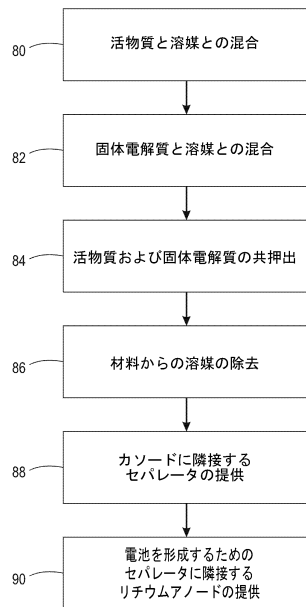 80
活物質と溶媒との混合
82
固体電解質と溶媒との混合
84
活物質および固体電解質の共押出
86
材料からの溶媒の除去
88
カソードに隣接する
セパレータの提供
90
電池を形成するための
セパレータに隣接する
リチウムアノードの提供